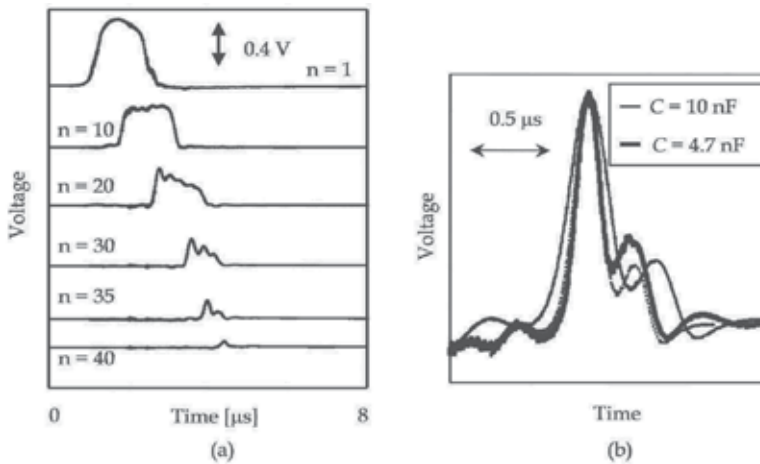 0.4 V
n = 1
n = 10
n = 20
n = 30
n = 35
n = 40
Voltage
0
Time [μs]
8
(a)
0.5 μs
C = 10 nF
C = 4.7 nF
Voltage
Time
(b)